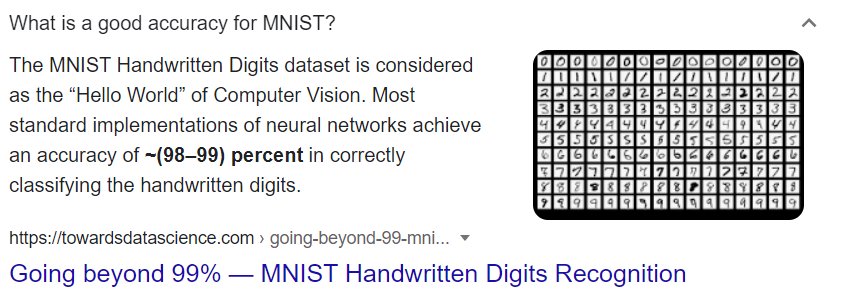 What is a good accuracy for MNIST?
The MNIST Handwritten Digits dataset is considered
as the “Hello World” of Computer Vision. Most
standard implementations of neural networks achieve
an accuracy of ~(98–99) percent in correctly
classifying the handwritten digits.
https://towardsdatascience.com › going-beyond-99-mni...
Going beyond 99% — MNIST Handwritten Digits Recognition